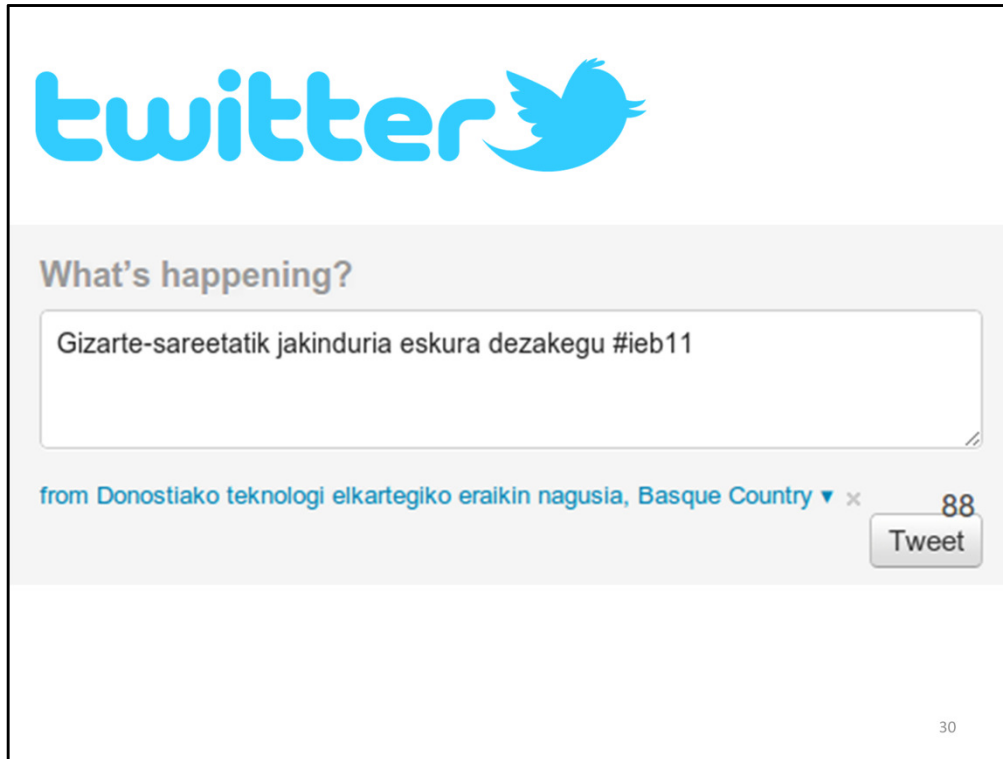 twitter
What's happening?
Gizarte-sareetatik jakinduria eskura dezakegu #ieb11
from Donostiako teknologi elkartegiko eraikin nagusia, Basque Country ▾ ×
88
Tweet
30